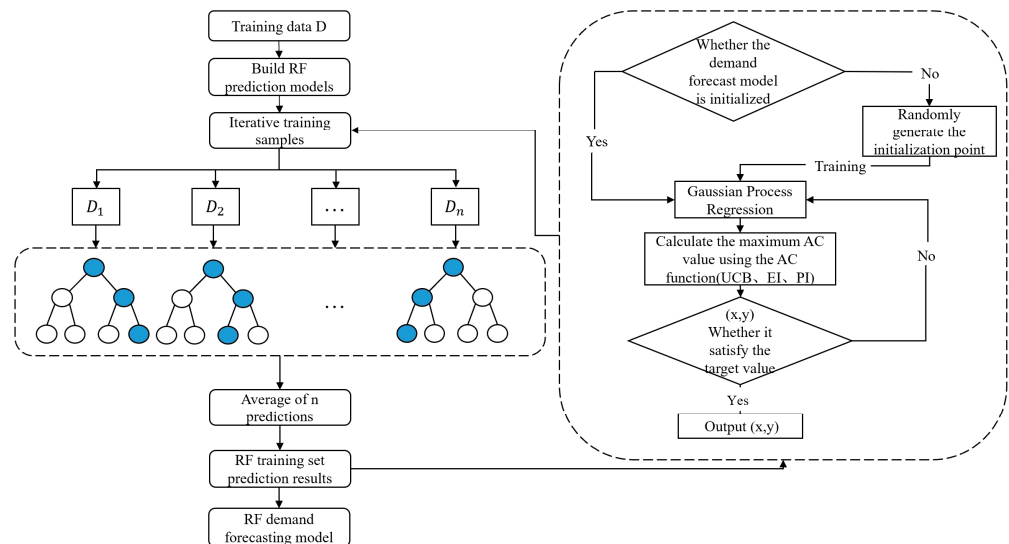 Training data D
Build RF
prediction models
Iterative training
samples
D1
D2
...
Dn
...
Average of n
predictions
RF training set
prediction results
RF demand
forecasting model
Whether the
demand
forecast model
is initialized
No
Yes
Randomly
generate the
initialization point
Training
Gaussian Process
Regression
Calculate the maximum AC
value using the AC
function(UCB、EI、PI)
No
(x,y)
Whether it
satisfy the
target value
Yes
Output (x,y)